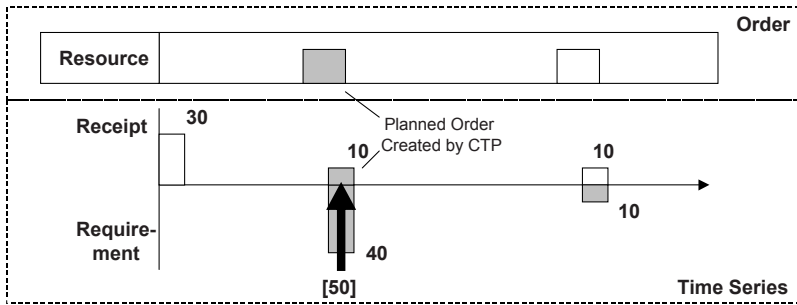 Order
Resource
Receipt
30
Planned Order
Created by CTP
10
10
10
Require-
ment
40
[50]
Time Series